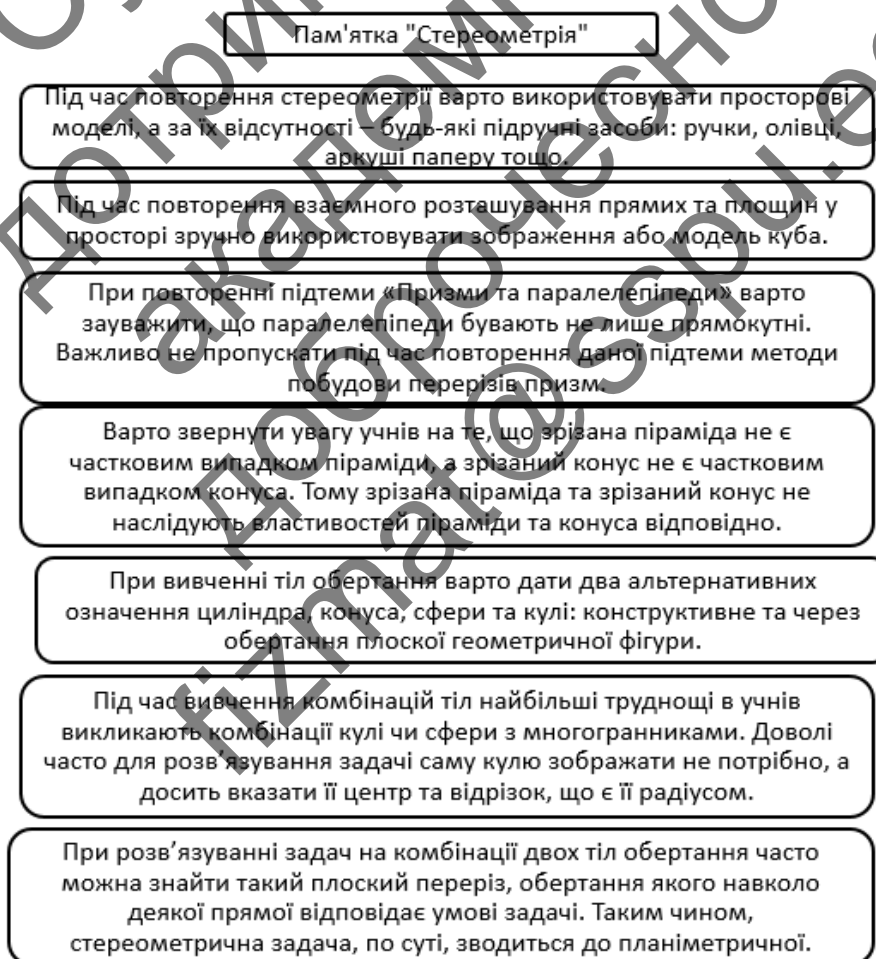 Пам'ятка "Стереометрія"
Під час повторення стереометрії варто використовувати просторові
моделі, а за їх відсутності – будь-які підручні засоби: ручки, олівці,
аркуші паперу тощо.
Під час повторення взаємного розташування прямих та площин у
просторі зручно використовувати зображення або модель куба.
При повторенні підтеми «Призми та паралелепіпеди» варто
зауважити, що паралелепіпеди бувають не лише прямокутні.
Важливо не пропускати під час повторення даної підтеми методи
побудови перерізів призм.
Варто звернути увагу учнів на те, що зрізана піраміда не є
частковим випадком піраміди, а зрізаний конус не є частковим
випадком конуса. Тому зрізана піраміда та зрізаний конус не
наслідують властивостей піраміди та конуса відповідно.
При вивченні тіл обертання варто дати два альтернативних
означення циліндра, конуса, сфери та кулі: конструктивне та через
обертання плоскої геометричної фігури.
Під час вивчення комбінацій тіл найбільші труднощі в учнів
викликають комбінації кулі чи сфери з многогранниками. Доволі
часто для розв’язування задачі саму кулю зображати не потрібно, а
досить вказати її центр та відрізок, що є її радіусом.
При розв’язуванні задач на комбінації двох тіл обертання часто
можна знайти такий плоский переріз, обертання якого навколо
деякої прямої відповідає умові задачі. Таким чином,
стереометрична задача, по суті, зводиться до планіметричної.
fizmat@sspu.e